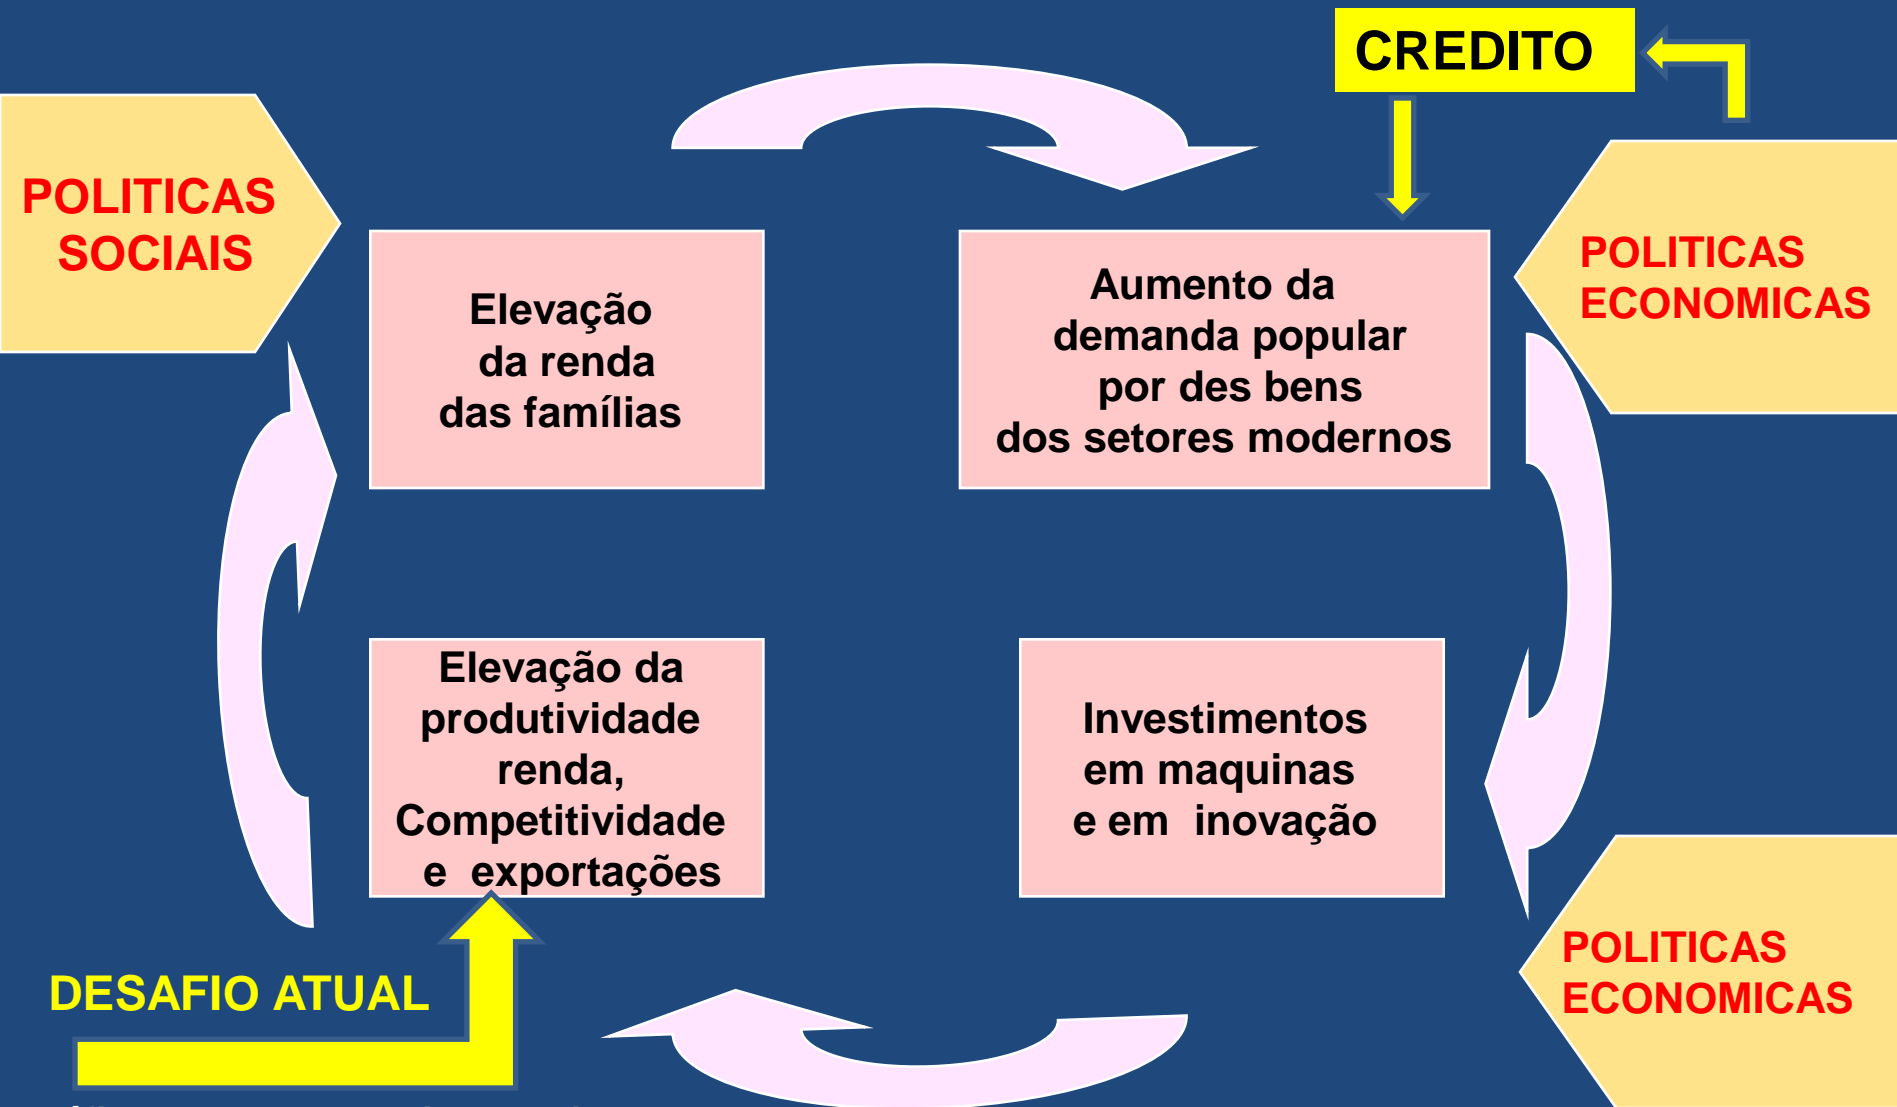 CREDITO
POLITICAS
SOCIAIS
Elevação
da renda
das famílias
Aumento da
demanda popular
por des bens
dos setores modernos
POLITICAS
ECONOMICAS
Elevação da
produtividade
renda,
Competitividade
e exportações
Investimentos
em maquinas
e em inovação
DESAFIO ATUAL
POLITICAS
ECONOMICAS